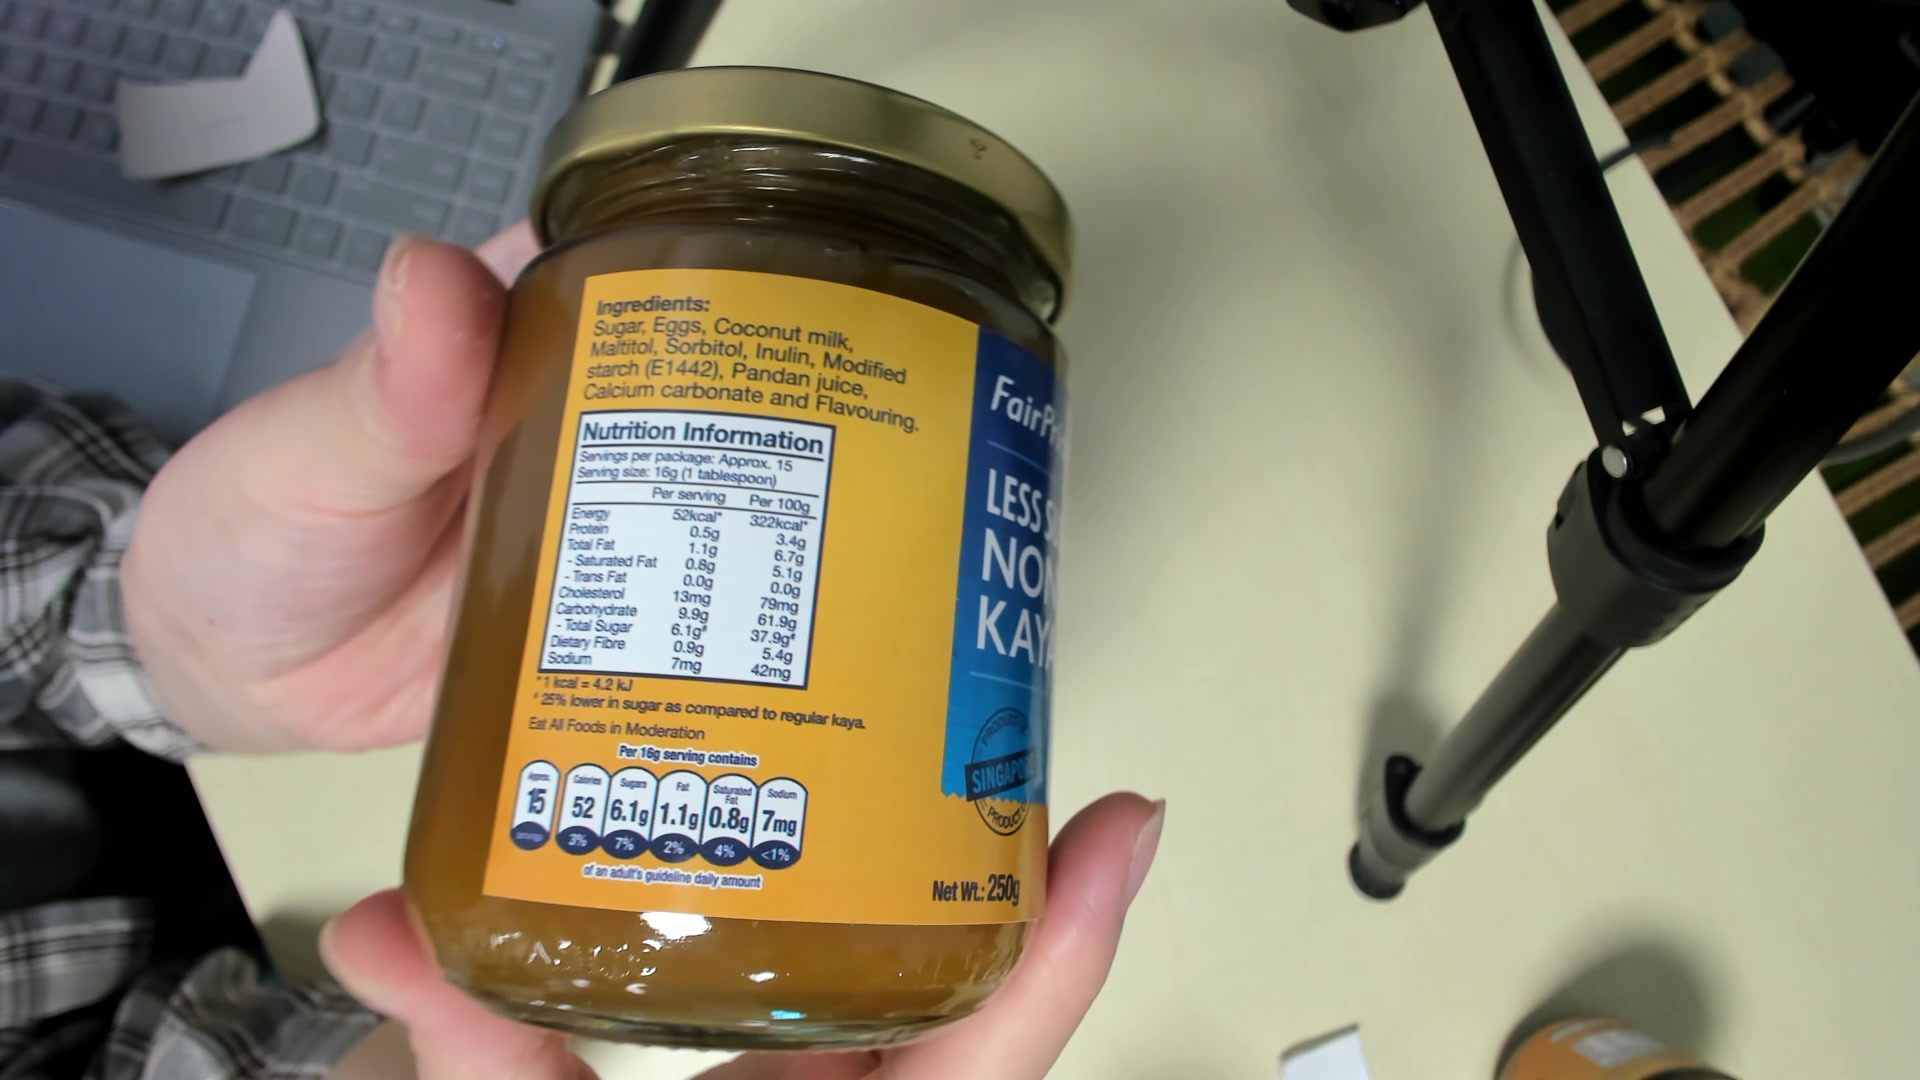 Ingredients:
Sugar, Eggs, Coconut milk,
Maltitol, Sorbitol, Inulin, Modified
starch (E1442), Pandan juice,
Calcium carbonate and Flavouring.
Nutrition Information
Servings per package: Approx. 15
Serving size: 16g (1 tablespoon)
Per serving Per 100g
Energy 52kcal* 322kcal*
Protein 0.5g 3.4g
Total Fat 1.1g 6.7g
- Saturated Fat 0.8g 5.1g
- Trans Fat 0.0g 0.0g
Cholesterol 13mg 79mg
Carbohydrate 9.9g 61.9g
- Total Sugar 6.1g# 37.9g#
Dietary Fibre 0.9g 5.4g
Sodium 7mg 42mg
*1 kcal = 4.2 kJ
# 25% lower in sugar as compared to regular kaya.
Eat All Foods in Moderation
Per 16g serving contains
Approx. Calories Sugars Fat Saturated Fat Sodium
15 52 6.1g 1.1g 0.8g 7mg
servings 3% 7% 2% 4% <1%
of an adult's guideline daily amount
LESS
KAYA
PRODUCT
PRODUCT
Net Wt.: 250g